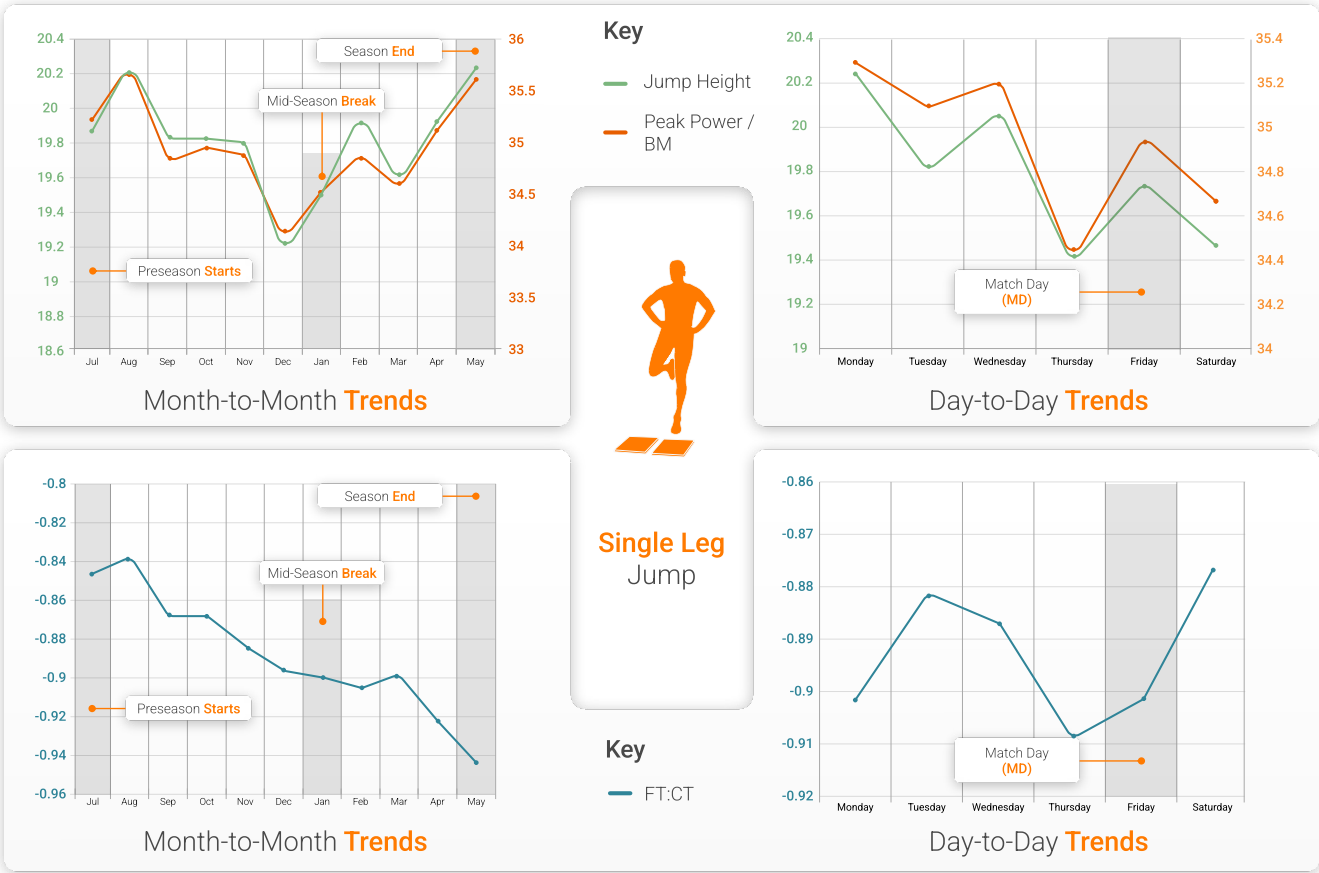 20.4
20.2
20
19.8
19.6
19.4
19.2
19
18.8
18.6
36
35.5
35
34.5
34
33.5
33
Season End
Mid-Season Break
Preseason Starts
Jul Aug Sep Oct Nov Dec Jan Feb Mar Apr May
Month-to-Month Trends
Key
Jump Height
Peak Power /
BM
20.4
20.2
20
19.8
19.6
19.4
19.2
19
35.4
35.2
35
34.8
34.6
34.4
34.2
34
Match Day
(MD)
Monday Tuesday Wednesday Thursday Friday Saturday
Day-to-Day Trends
-0.8
-0.82
-0.84
-0.86
-0.88
-0.9
-0.92
-0.94
-0.96
Season End
Mid-Season Break
Preseason Starts
Jul Aug Sep Oct Nov Dec Jan Feb Mar Apr May
Month-to-Month Trends
Single Leg
Jump
Key
FT:CT
-0.86
-0.87
-0.88
-0.89
-0.9
-0.91
-0.92
Match Day
(MD)
Monday Tuesday Wednesday Thursday Friday Saturday
Day-to-Day Trends